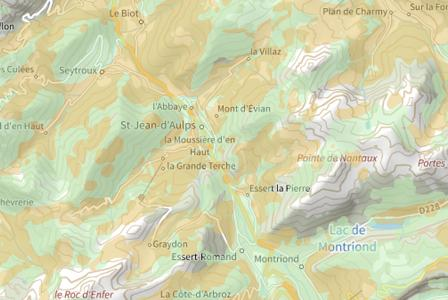 Le Biot
Plan de Charmy
Sur la Fon
llon
la Villaz
s Culées
Seytroux
l'Abbaye
Mont d'Évian
d'en Haut
St-Jean-d'Aulps
la Moussière d'en
Haut
Pointe de Nantaux
Portes
la Grande Terche
Essert la Pierre
chevrerie
D228
Lac de
Montriond
Graydon
Essert-Romand
Montriond
le Roc d'Enfer
La Côte-d'Arbroz